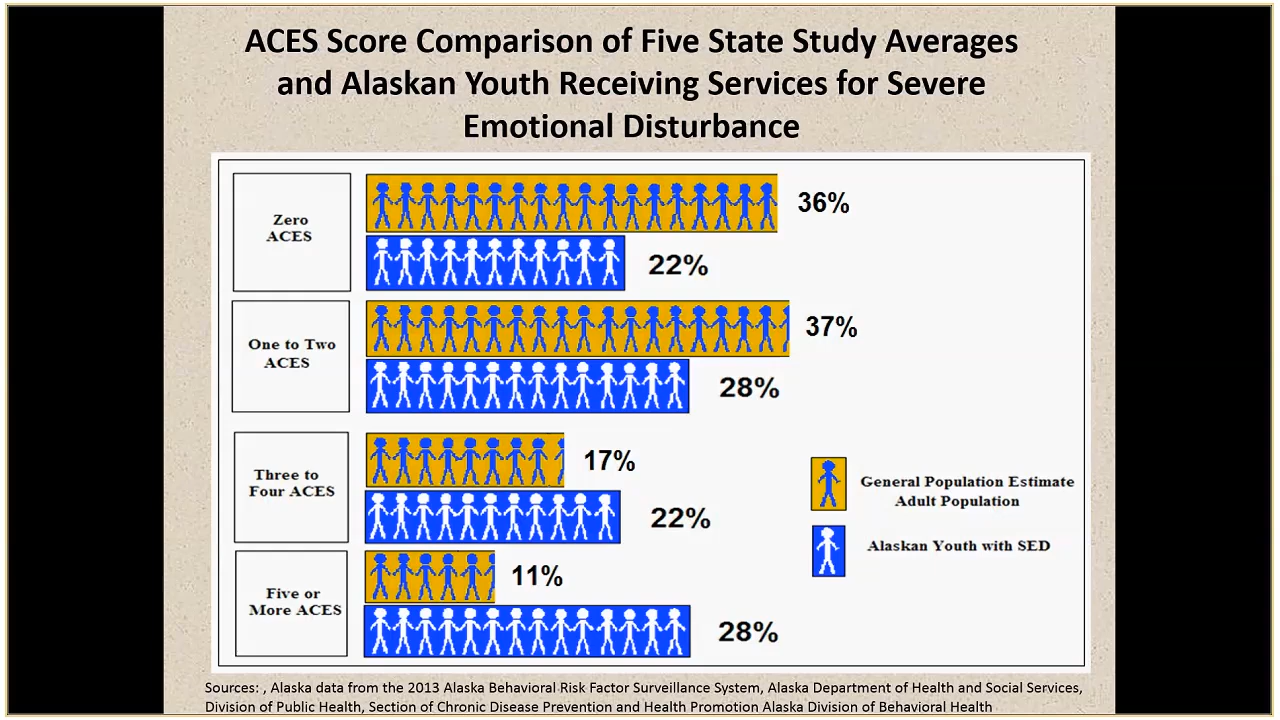 ACES Score Comparison of Five State Study Averages
and Alaskan Youth Receiving Services for Severe
Emotional Disturbance
Zero
ACES
36%
22%
One to Two
ACES
37%
28%
Three to
Four ACES
17%
22%
Five or
More ACES
11%
28%
General Population Estimate
Adult Population
Alaskan Youth with SED
Sources: , Alaska data from the 2013 Alaska Behavioral Risk Factor Surveillance System, Alaska Department of Health and Social Services,
Division of Public Health, Section of Chronic Disease Prevention and Health Promotion Alaska Division of Behavioral Health